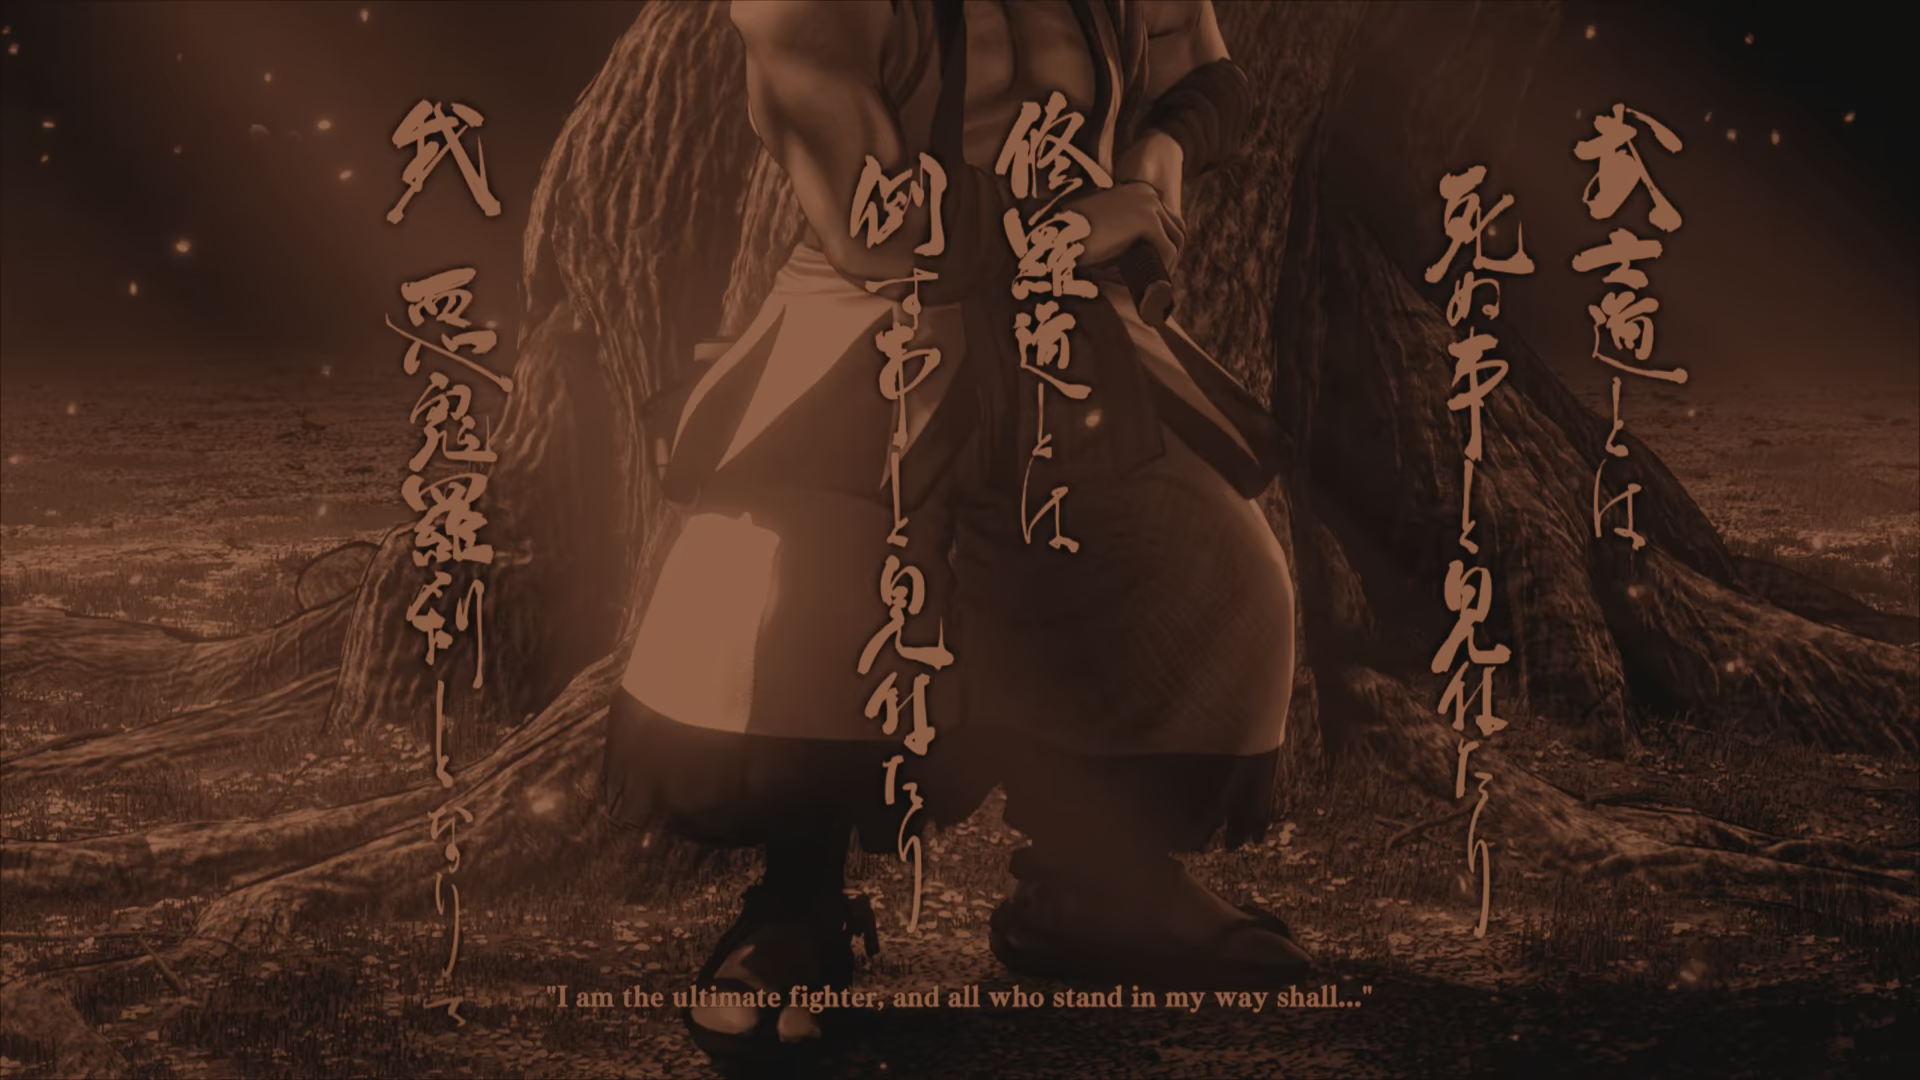 武士道とは
死ぬ事と見付たり
修羅道とは
倒す事と見付たり
我 悪鬼羅刹となりて
"I am the ultimate fighter, and all who stand in my way shall..."